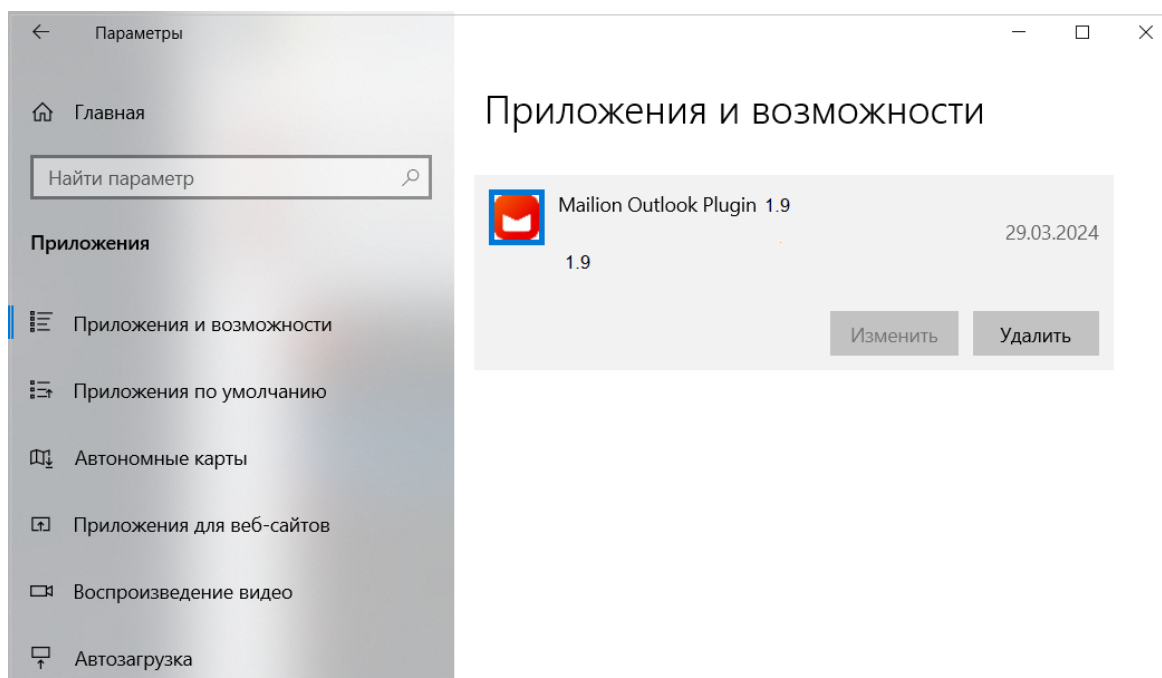 Параметры
Главная
Найти параметр
Приложения
Приложения и возможности
Приложения по умолчанию
Автономные карты
Приложения для веб-сайтов
Воспроизведение видео
Автозагрузка
Приложения и возможности
Mailion Outlook Plugin 1.9
29.03.2024
1.9
Изменить
Удалить